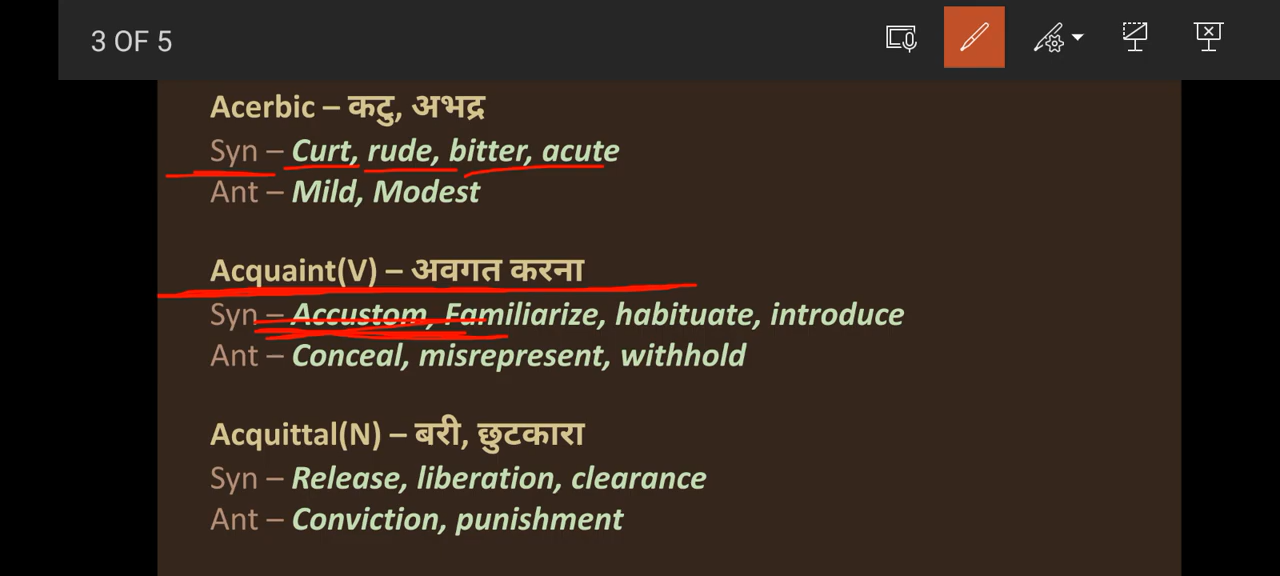 3 OF 5
Acerbic – कटु, अभद्र
Syn – Curt, rude, bitter, acute
Ant – Mild, Modest
Acquaint(V) – अवगत करना
Syn – Accustom, Familiarize, habituate, introduce
Ant – Conceal, misrepresent, withhold
Acquittal(N) – बरी, छुटकारा
Syn – Release, liberation, clearance
Ant – Conviction, punishment